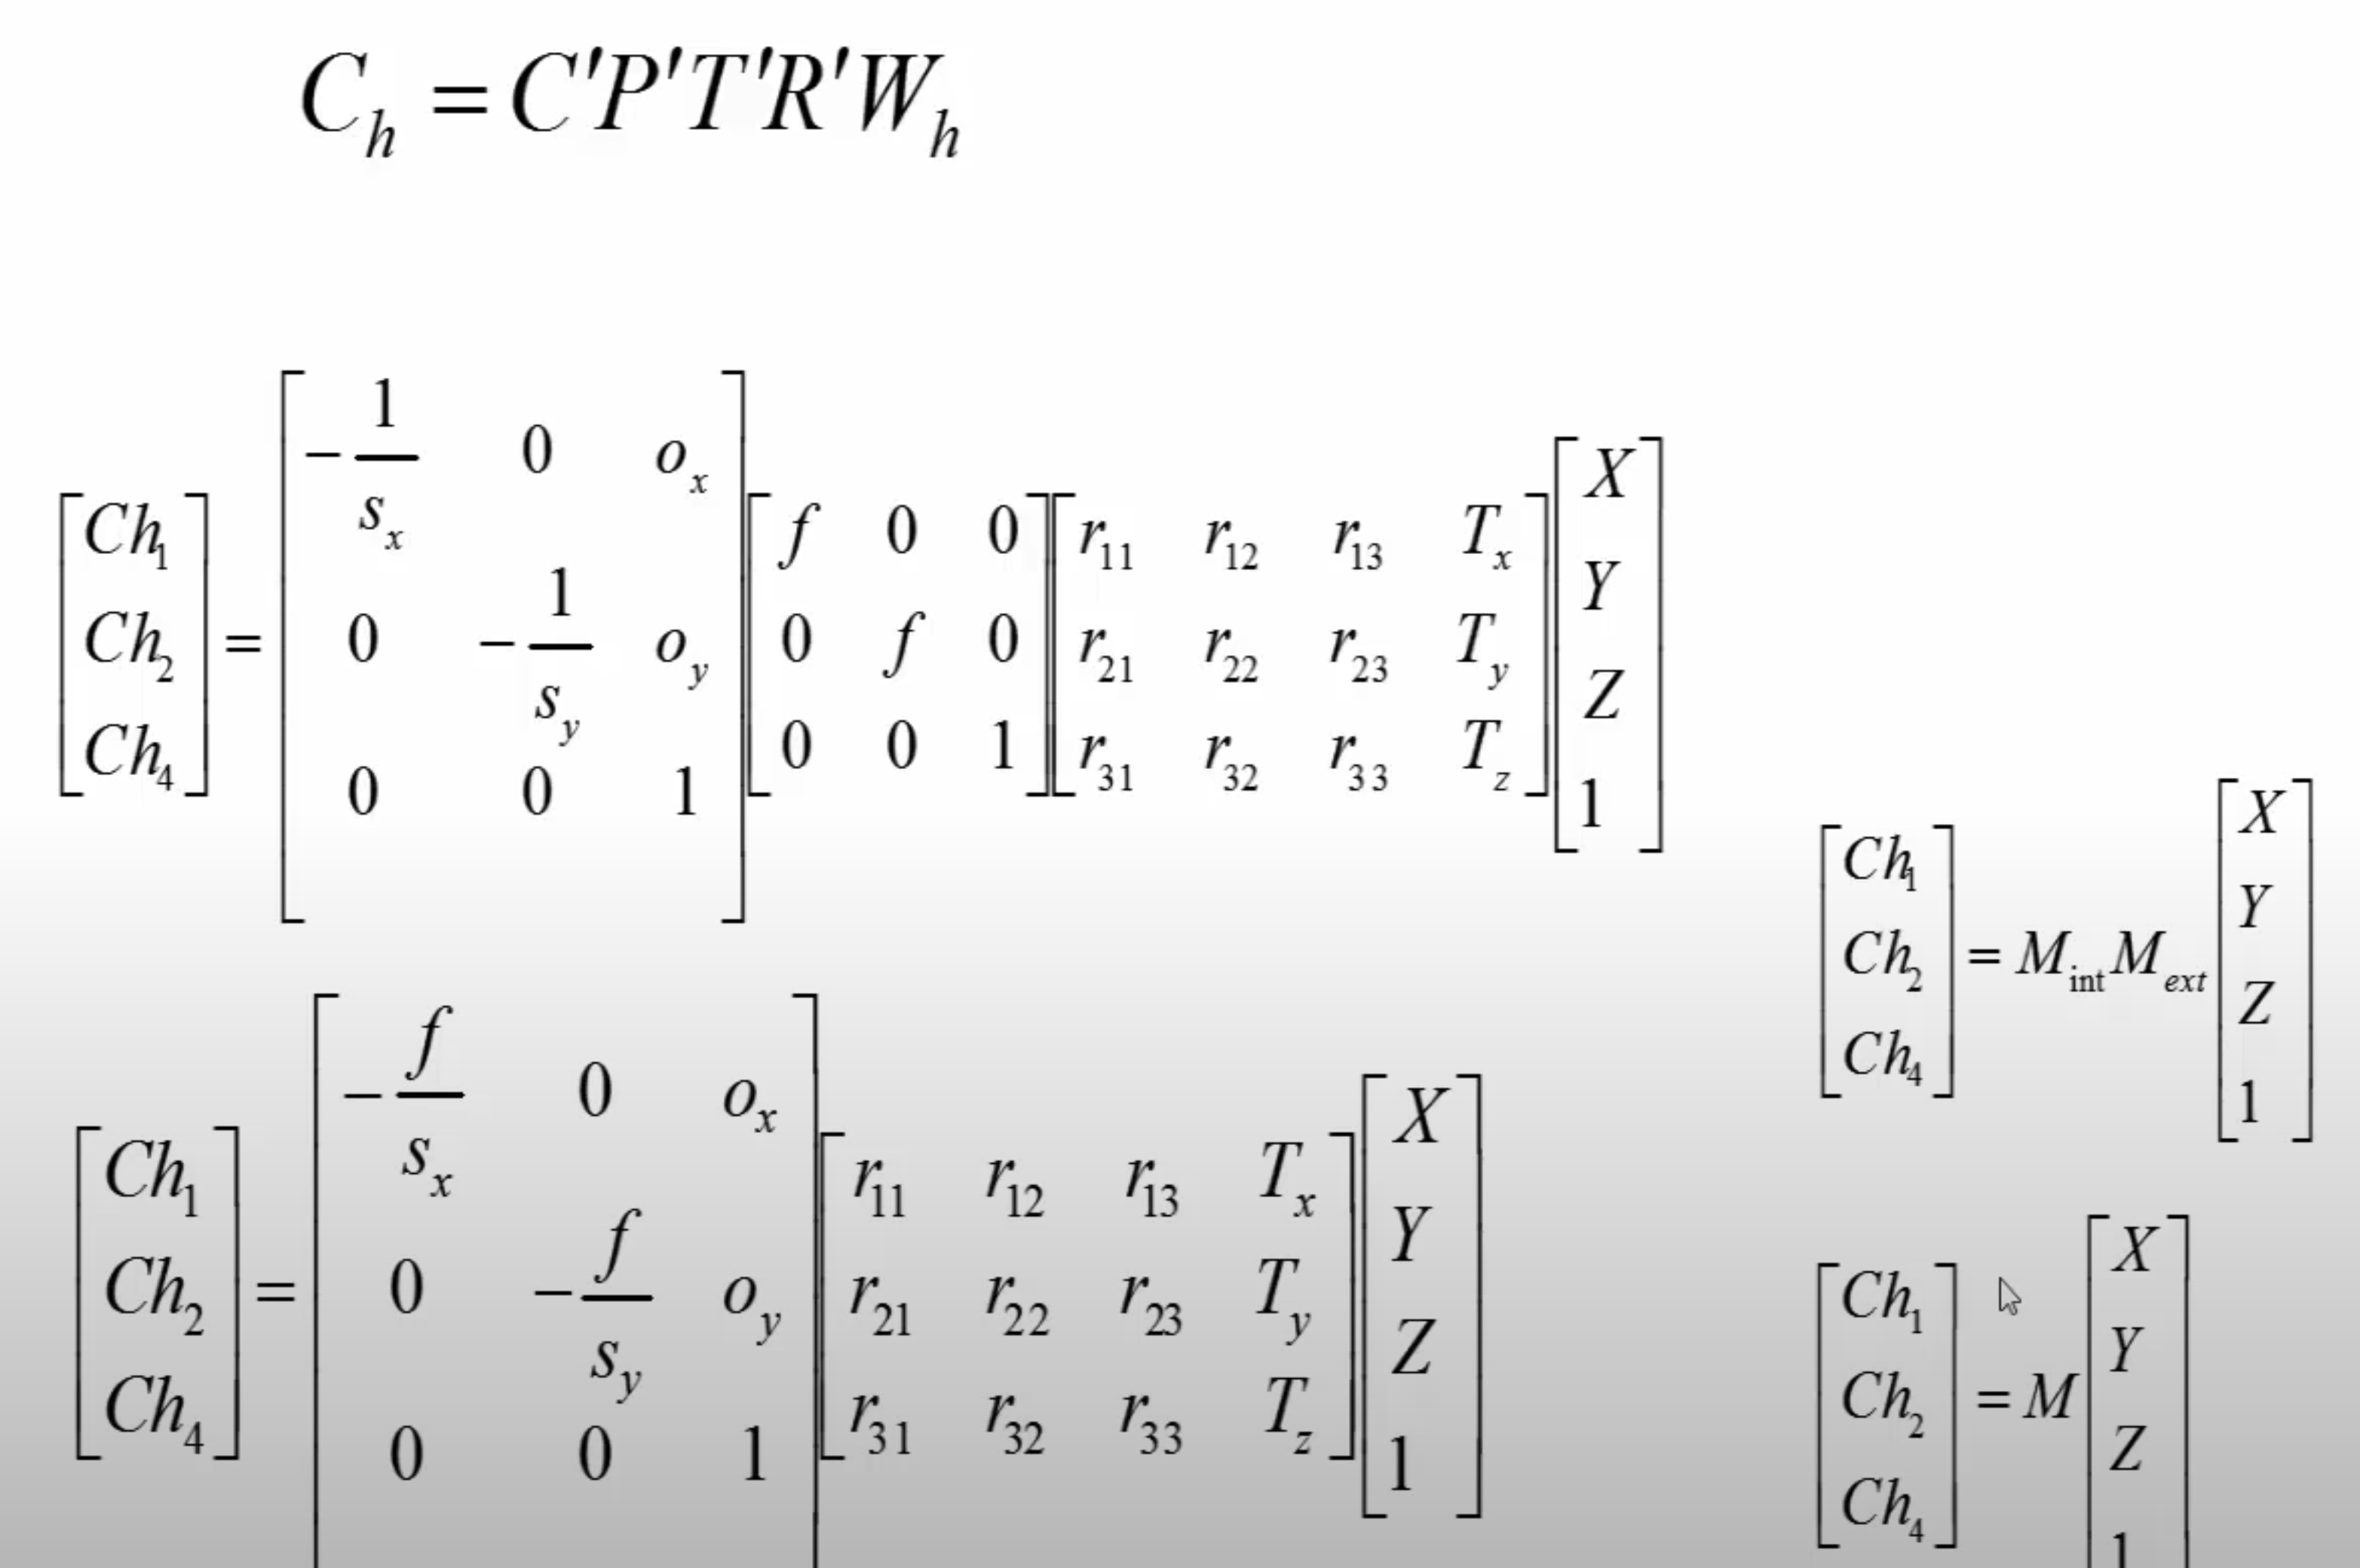 C_h = C'P'T'R'W_h
[Ch_1; Ch_2; Ch_4] = [-1/s_x 0 o_x; 0 -1/s_y o_y; 0 0 1] [f 0 0; 0 f 0; 0 0 1] [r_11 r_12 r_13 T_x; r_21 r_22 r_23 T_y; r_31 r_32 r_33 T_z] [X; Y; Z; 1]
[Ch_1; Ch_2; Ch_4] = M_int M_ext [X; Y; Z; 1]
[Ch_1; Ch_2; Ch_4] = [-f/s_x 0 o_x; 0 -f/s_y o_y; 0 0 1] [r_11 r_12 r_13 T_x; r_21 r_22 r_23 T_y; r_31 r_32 r_33 T_z] [X; Y; Z; 1]
[Ch_1; Ch_2; Ch_4] = M [X; Y; Z; 1]